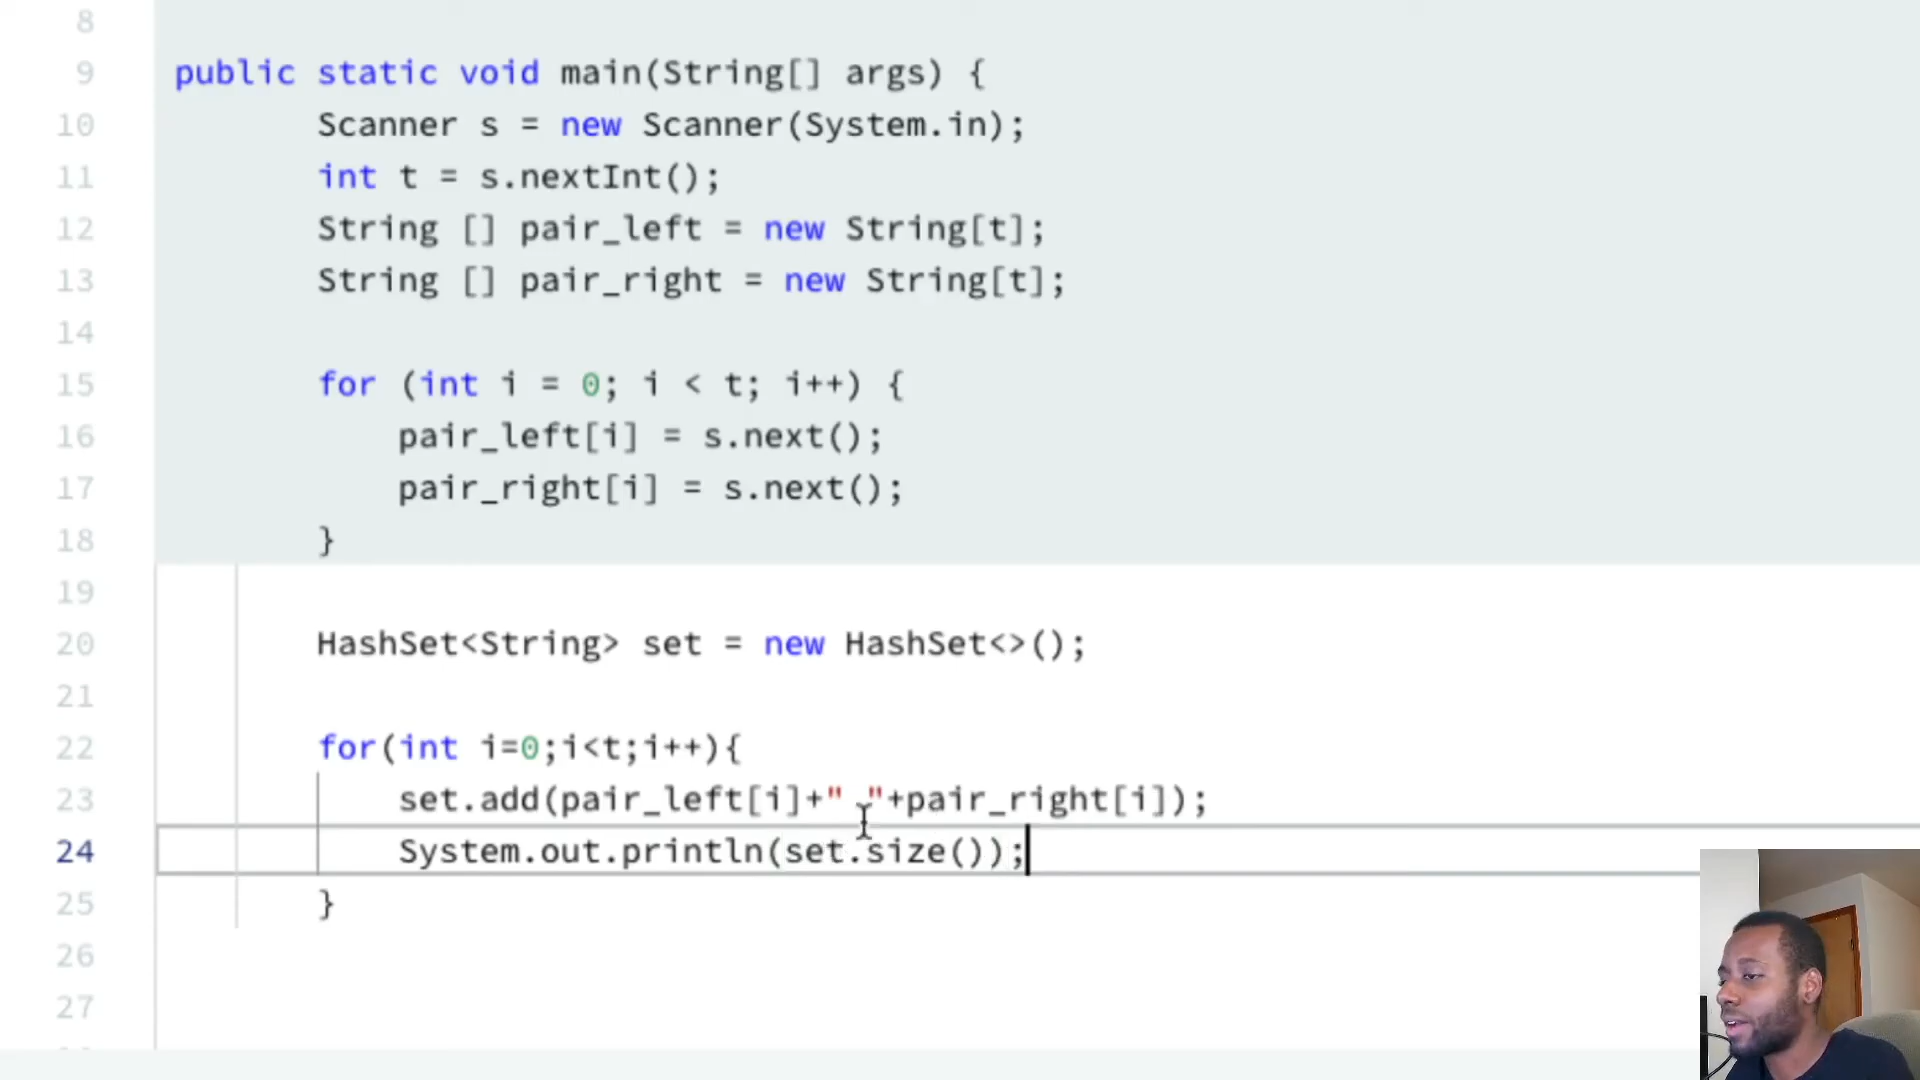 8
9 public static void main(String[] args) {
10 Scanner s = new Scanner(System.in);
11 int t = s.nextInt();
12 String [] pair_left = new String[t];
13 String [] pair_right = new String[t];
14
15 for (int i = 0; i < t; i++) {
16 pair_left[i] = s.next();
17 pair_right[i] = s.next();
18 }
19
20 HashSet<String> set = new HashSet<>();
21
22 for(int i=0;i<t;i++){
23 set.add(pair_left[i]+" "+pair_right[i]);
24 System.out.println(set.size());
25 }
26
27